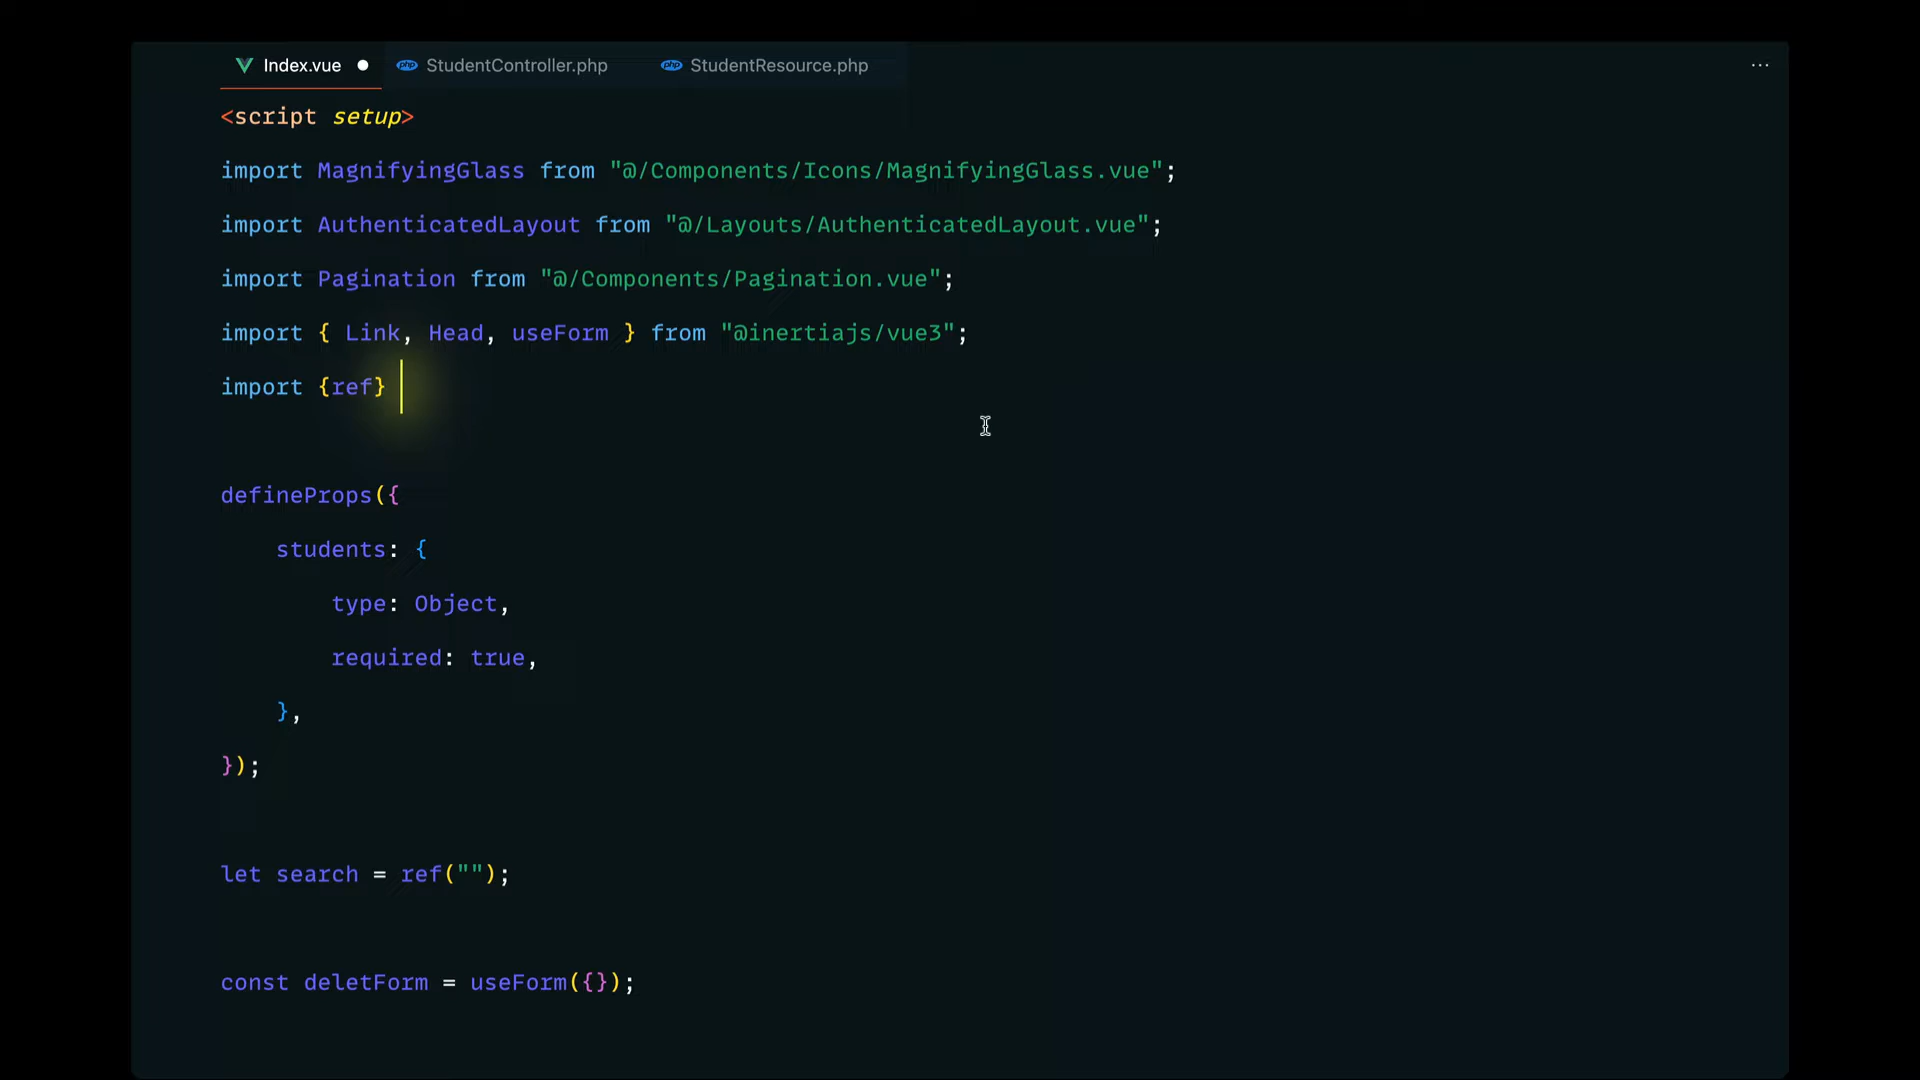 Index.vue ● php StudentController.php php StudentResource.php ...
<script setup>
import MagnifyingGlass from "@/Components/Icons/MagnifyingGlass.vue";
import AuthenticatedLayout from "@/Layouts/AuthenticatedLayout.vue";
import Pagination from "@/Components/Pagination.vue";
import { Link, Head, useForm } from "@inertiajs/vue3";
import {ref}
defineProps({
    students: {
        type: Object,
        required: true,
    },
});
let search = ref("");
const deletForm = useForm({});